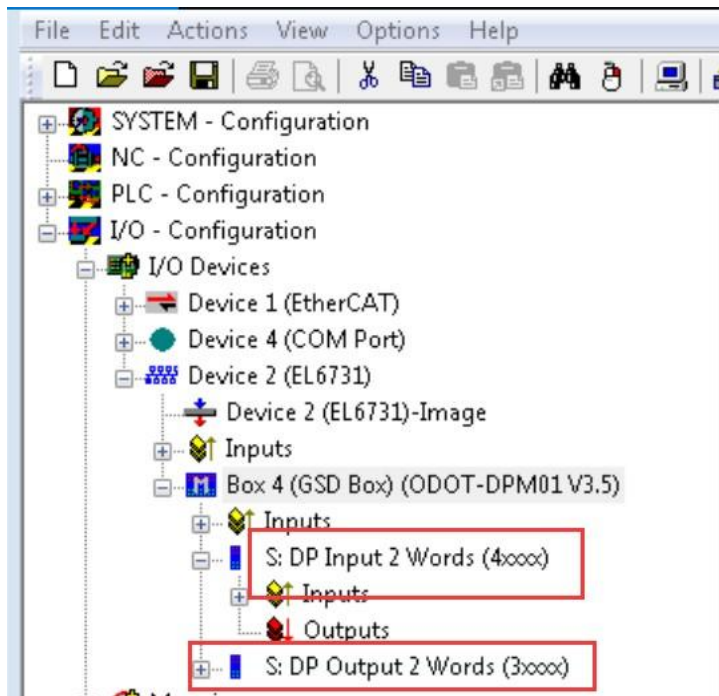 File Edit Actions View Options Help
SYSTEM - Configuration
NC - Configuration
PLC - Configuration
I/O - Configuration
I/O Devices
Device 1 (EtherCAT)
Device 4 (COM Port)
Device 2 (EL6731)
Device 2 (EL6731)-Image
Inputs
Box 4 (GSD Box) (ODOT-DPM01 V3.5)
Inputs
S: DP Input 2 Words (4xxxx)
Inputs
Outputs
S: DP Output 2 Words (3xxxx)